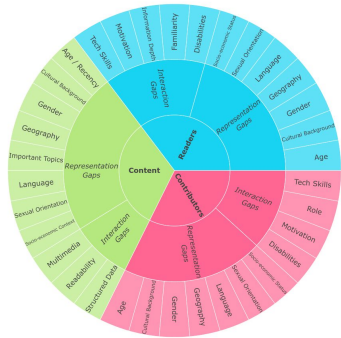 Readers
Interaction
Gaps
Tech Skills
Motivation
Information Depth
Familiarity
Disabilities
Representation
Gaps
Socio-economic Status
Sexual Orientation
Language
Geography
Gender
Cultural Background
Age
Contributors
Interaction
Gaps
Tech Skills
Role
Motivation
Disabilities
Representation
Gaps
Socio-economic Status
Sexual Orientation
Language
Geography
Gender
Cultural Background
Age
Content
Interaction
Gaps
Structured Data
Readability
Multimedia
Representation
Gaps
Socio-economic Context
Sexual Orientation
Language
Important Topics
Geography
Gender
Cultural Background
Age / Recency